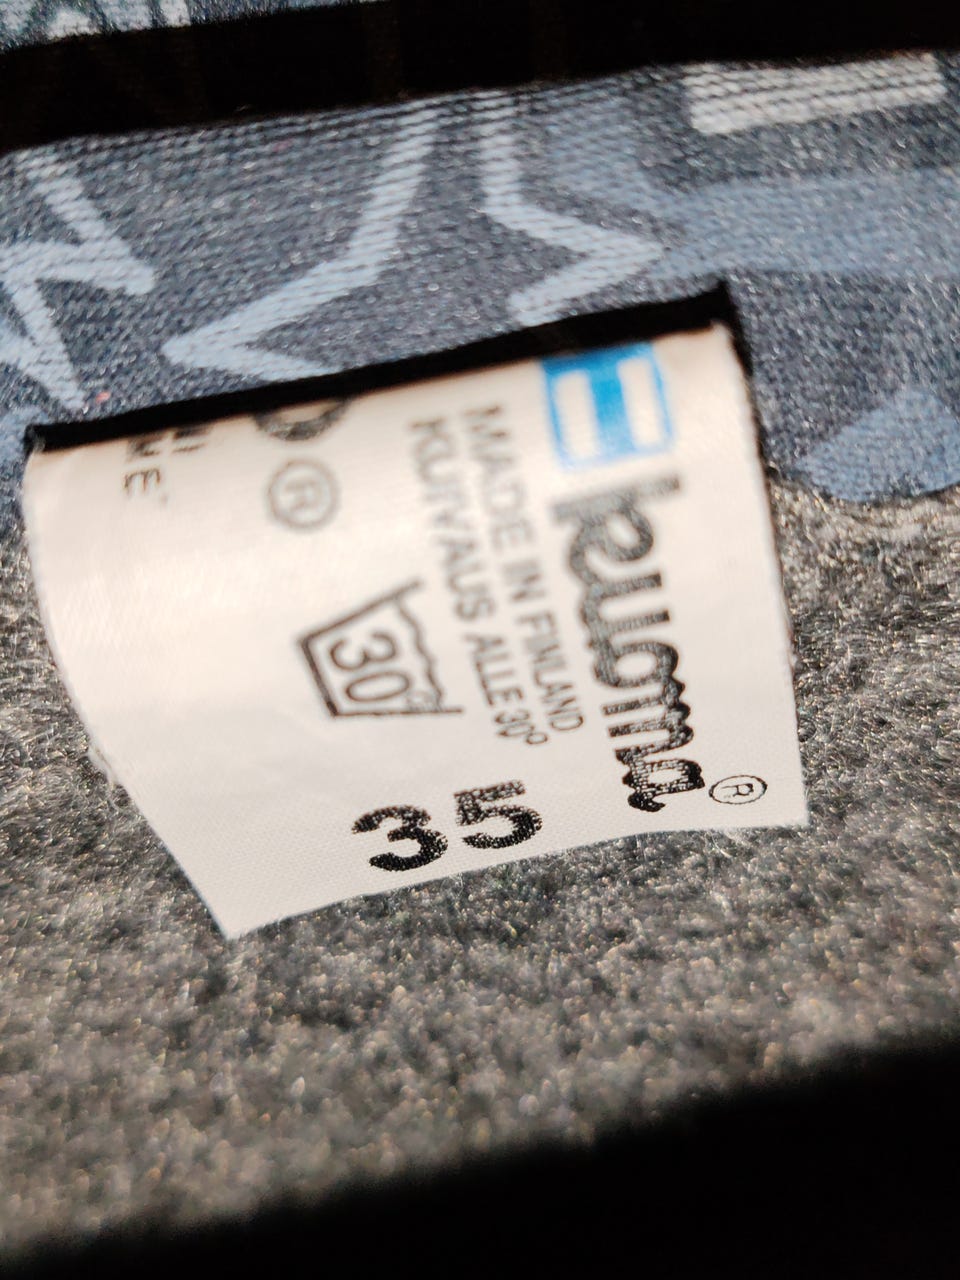 kuoma®
MADE IN FINLAND
KUIVAUS ALLE 30°
30°
®
35